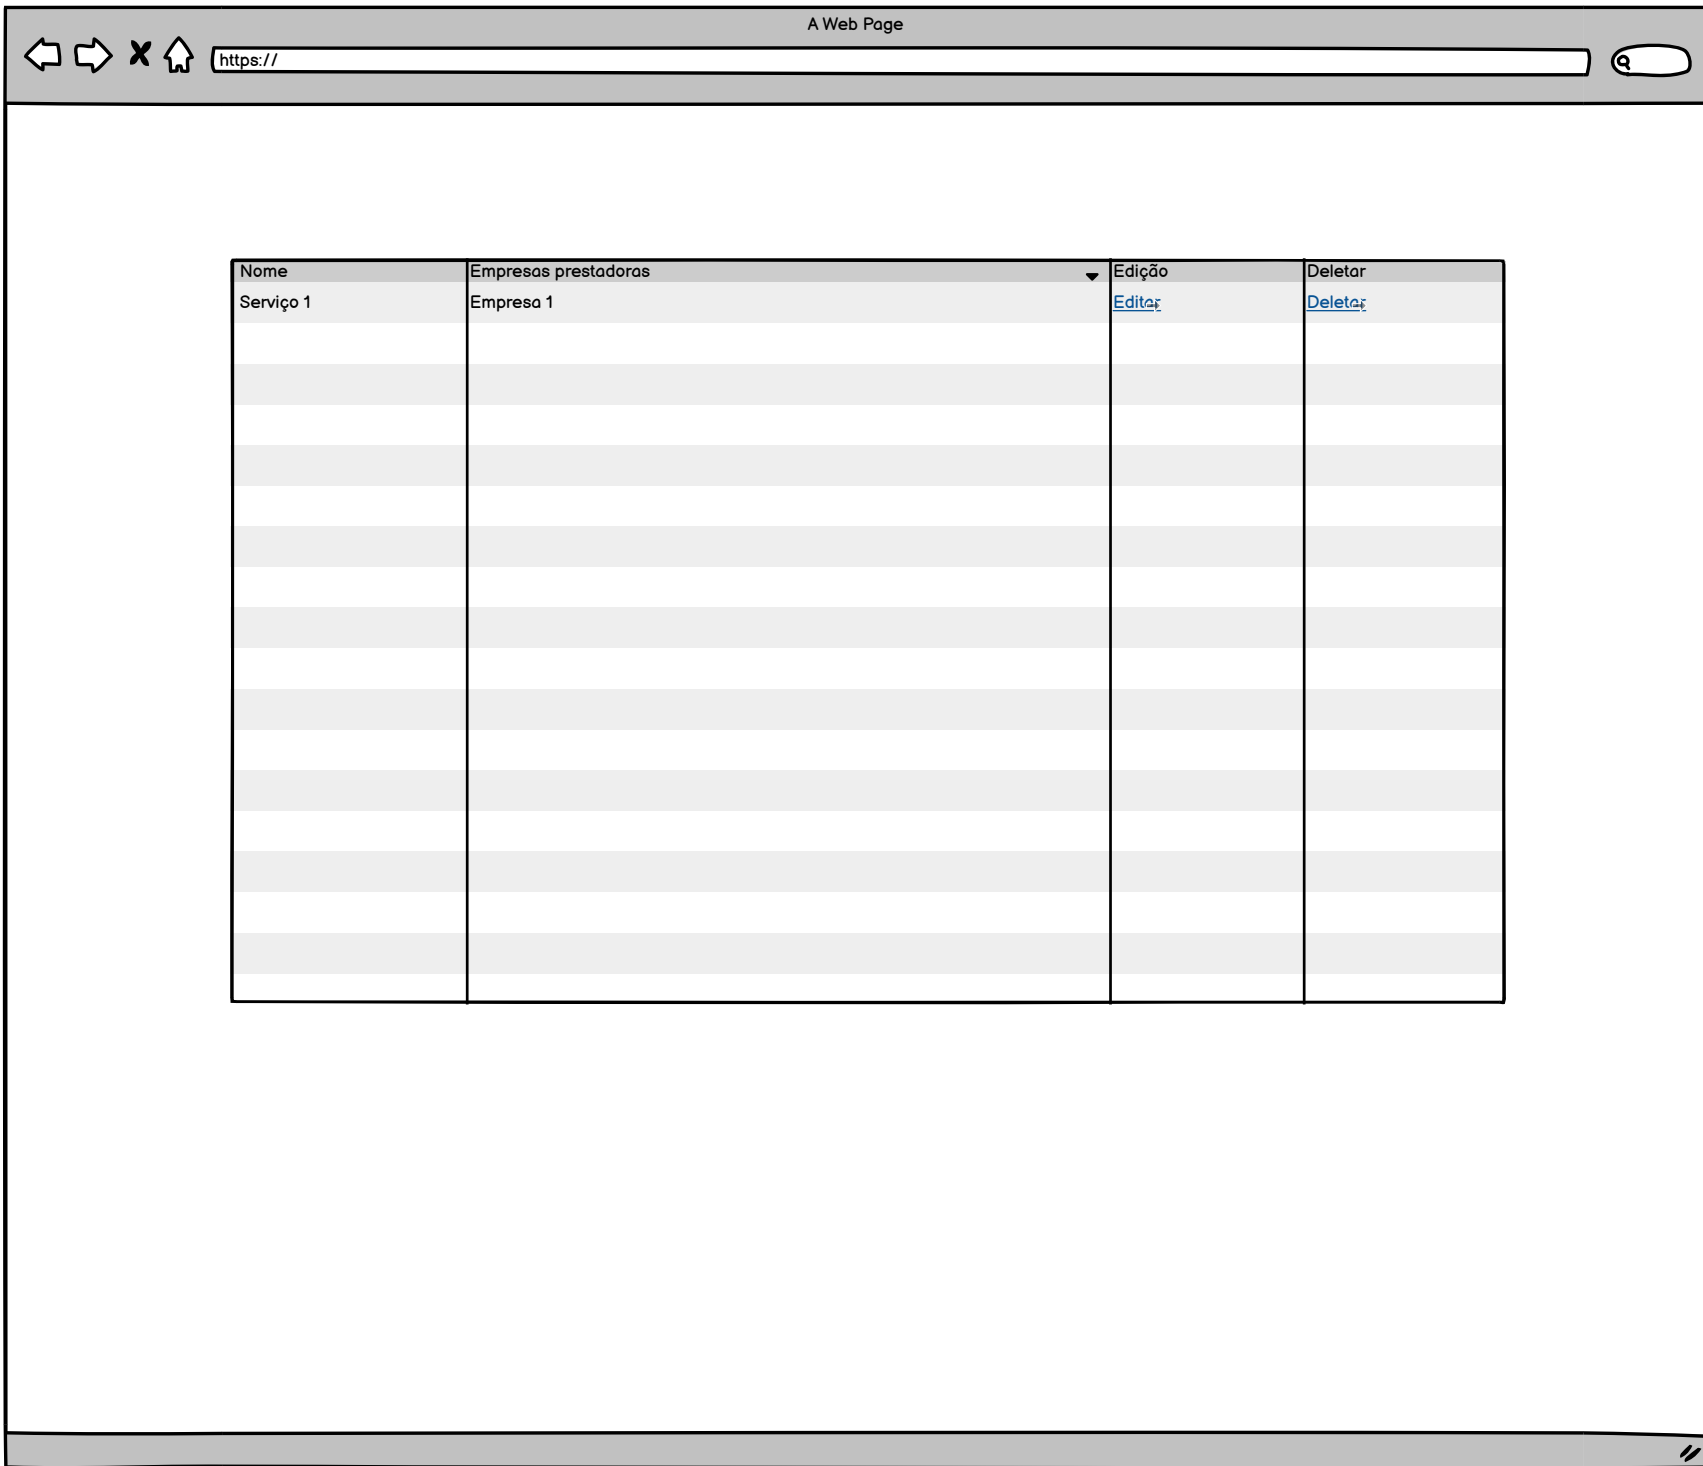 A Web Page
https://
Nome Empresas prestadoras Edição Deletar
Serviço 1 Empresa 1 Editar Deletar